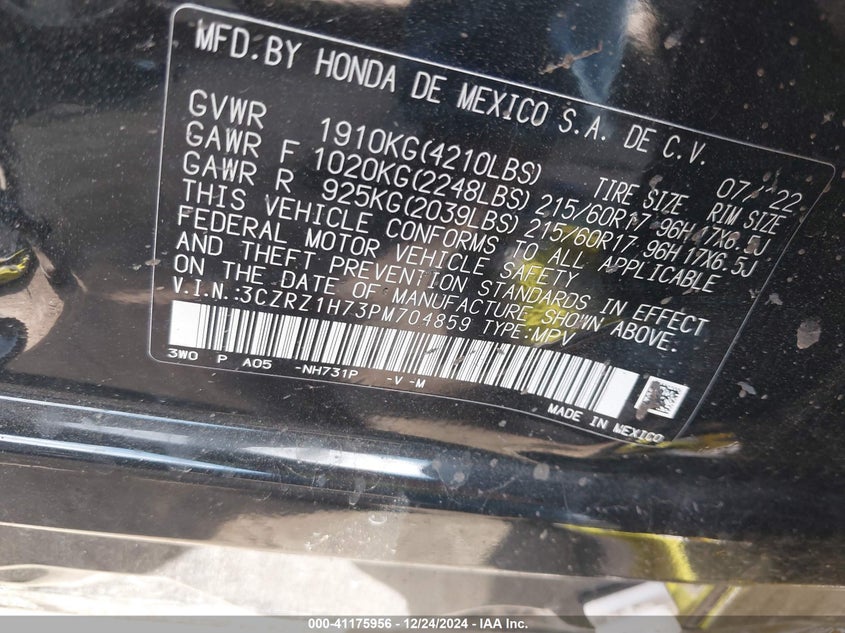 MFD.BY HONDA DE MEXICO S.A. DE C.V.
07/22
GVWR 1910KG(4210LBS) TIRE SIZE RIM SIZE
GAWR F 1020KG(2248LBS) 215/60R17 96H 17X6.5J
GAWR R 925KG(2039LBS) 215/60R17 96H 17X6.5J
THIS VEHICLE CONFORMS TO ALL APPLICABLE
FEDERAL MOTOR VEHICLE SAFETY
AND THEFT PREVENTION STANDARDS IN EFFECT
ON THE DATE OF MANUFACTURE SHOWN ABOVE.
V.I.N.:3CZRZ1H73PM704859 TYPE:MPV
3W0 P A05 -NH731P -V -M
MADE IN MEXICO
000-41175956 - 12/24/2024 - IAA Inc.